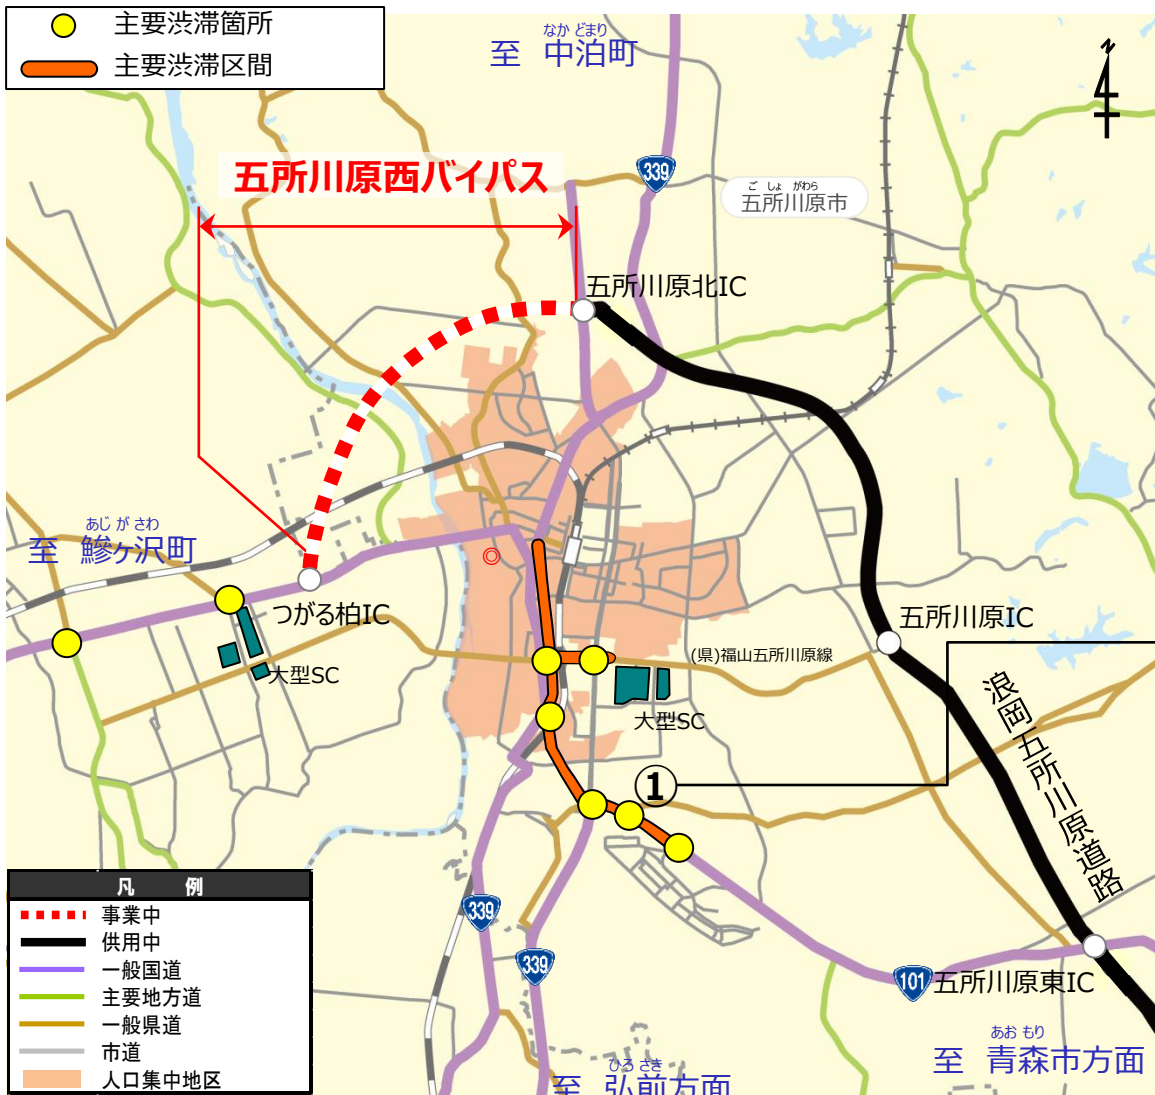 主要渋滞箇所
主要渋滞区間
なか どまり
至 中泊町
五所川原西バイパス
339
ご しょ がわら
五所川原市
五所川原北IC
あじ が さわ
至 鰺ヶ沢町
つがる柏IC
大型SC
五所川原IC
(県)福山五所川原線
大型SC
浪岡五所川原道路
①
339
339
101
五所川原東IC
あお もり
至 青森市方面
ひろ さき
至 弘前方面
凡 例
事業中
供用中
一般国道
主要地方道
一般県道
市道
人口集中地区